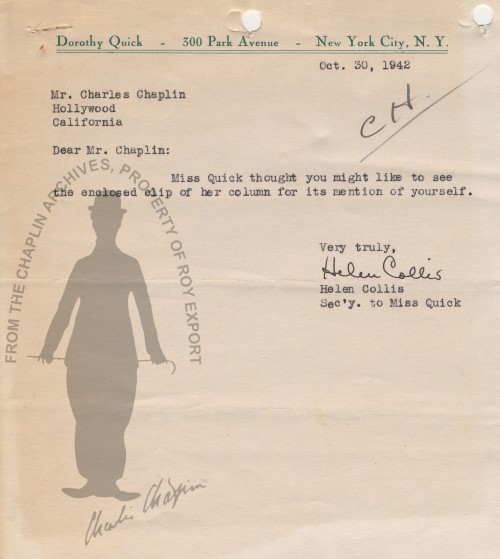 Dorothy Quick - 300 Park Avenue - New York City, N. Y.
Oct. 30, 1942
Mr. Charles Chaplin
Hollywood
California
CH.
Dear Mr. Chaplin:
Miss Quick thought you might like to see
the enclosed clip of her column for its mention of yourself.
Very truly,
Helen Collis
Helen Collis
Sec'y. to Miss Quick
FROM THE CHAPLIN ARCHIVES, PROPERTY OF ROY EXPORT
Charlie Chaplin